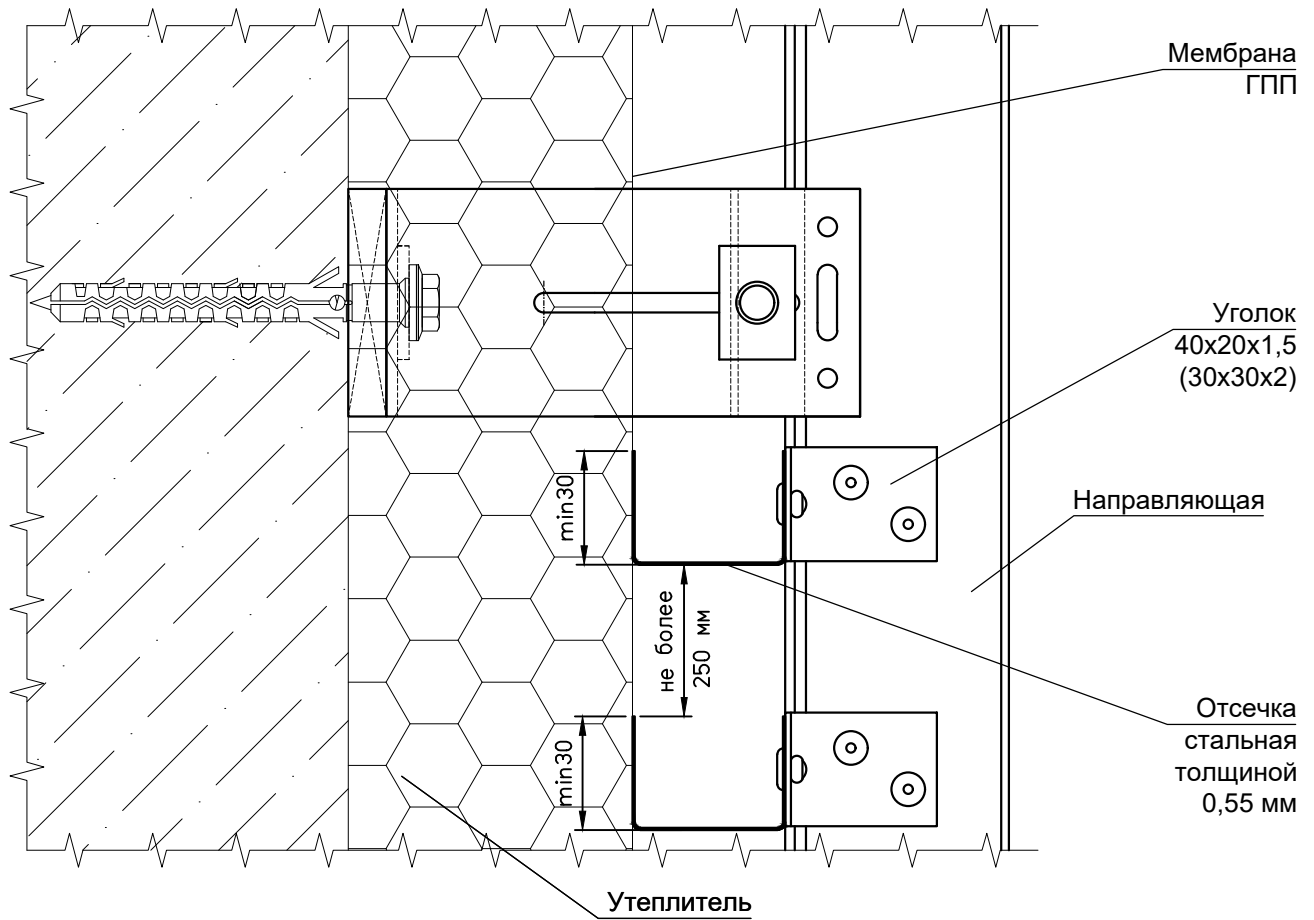 Мембрана
ГПП
Уголок
40х20х1,5
(30х30х2)
min30
Направляющая
не более
250 мм
Отсечка
стальная
толщиной
0,55 мм
min30
Утеплитель